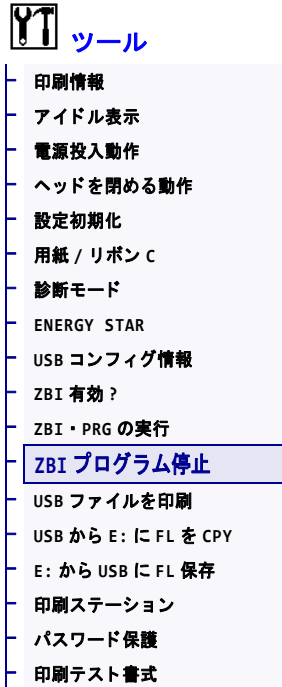 ツール
印刷情報
アイドル表示
電源投入動作
ヘッドを閉める動作
設定初期化
用紙 / リボン C
診断モード
ENERGY STAR
USB コンフィグ情報
ZBI 有効 ?
ZBI・PRG の実行
ZBI プログラム停止
USB ファイルを印刷
USB から E: に FL を CPY
E: から USB に FL 保存
印刷ステーション
パスワード保護
印刷テスト書式